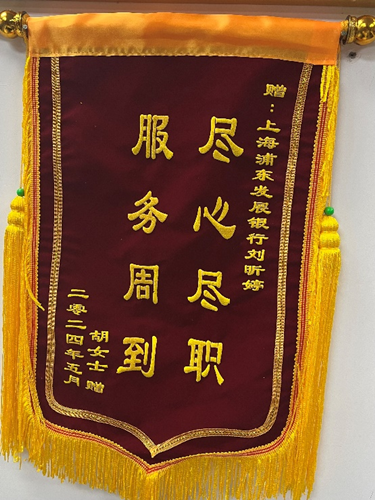 赠：上海浦东发展银行刘昕婷
尽心尽职
服务周到
胡女士 赠
二零二四年五月